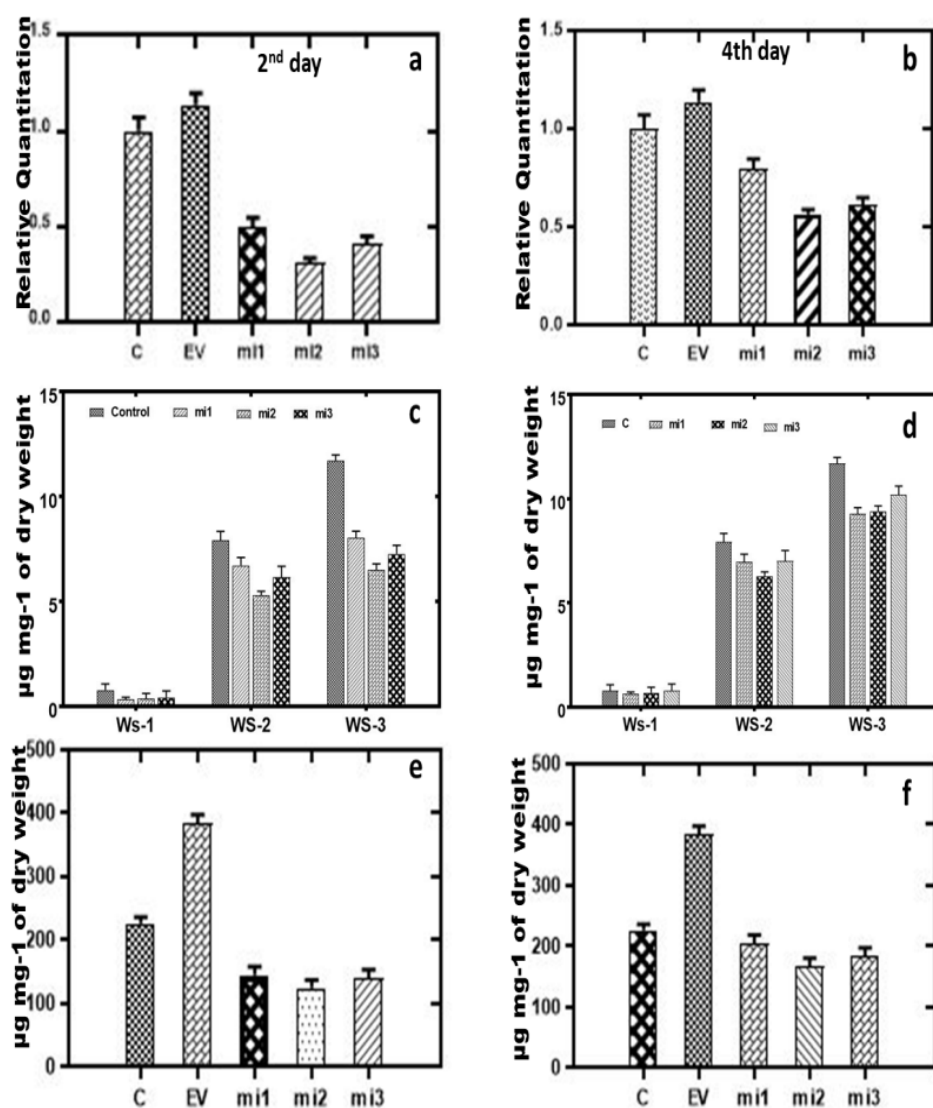 2nd day
a
Relative Quantitation
1.5
1.0
0.5
0.0
C EV mI1 mI2 mI3
4th day
b
Relative Quantitation
1.5
1.0
0.5
0.0
C EV mi1 mi2 mi3
c
Control mi1 mi2 mi3
µg mg-1 of dry weight
15
10
5
0
Ws-1 WS-2 WS-3
d
C mi1 mi2 mi3
µg mg-1 of dry weight
15
10
5
0
Ws-1 WS-2 WS-3
e
µg mg-1 of dry weight
500
400
300
200
100
0
C EV mi1 mi2 mi3
f
µg mg-1 of dry weight
500
400
300
200
100
0
C EV mi1 mi2 mi3